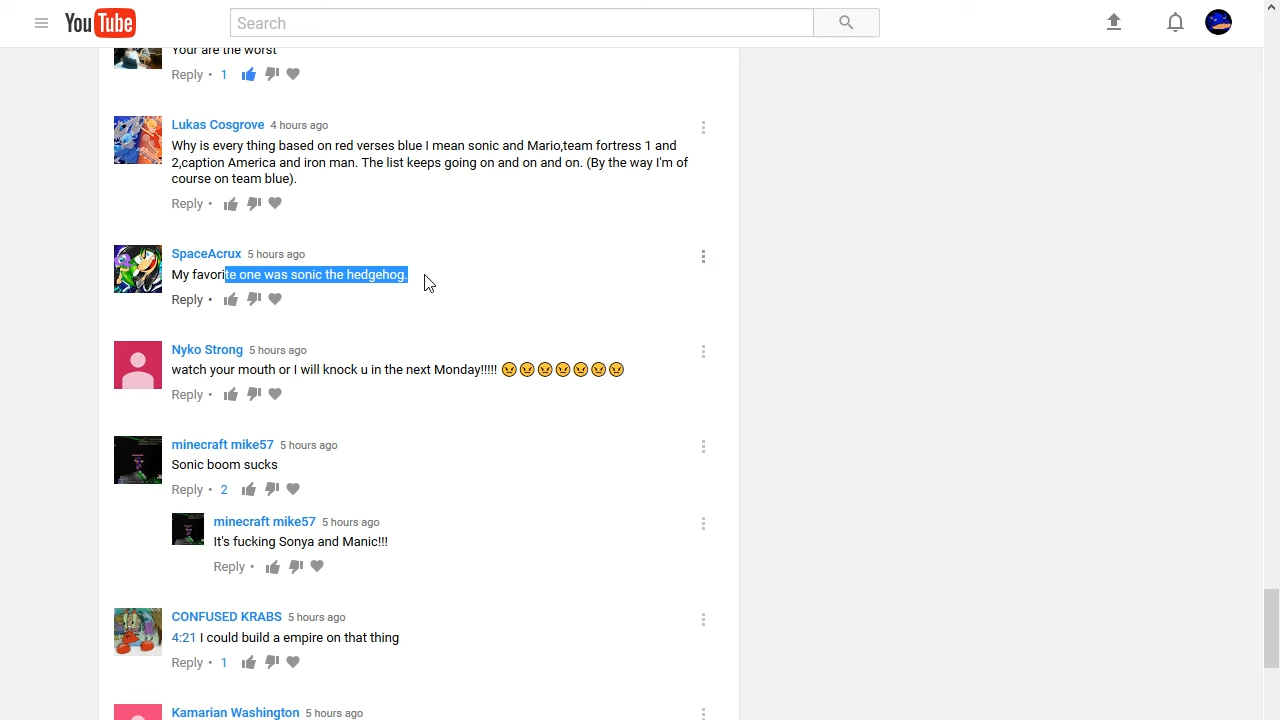 YouTube
Search
Your are the worst
Reply • 1
Lukas Cosgrove 4 hours ago
Why is every thing based on red verses blue I mean sonic and Mario,team fortress 1 and
2,caption America and iron man. The list keeps going on and on and on. (By the way I'm of
course on team blue).
Reply •
SpaceAcrux 5 hours ago
My favorite one was sonic the hedgehog.
Reply •
Nyko Strong 5 hours ago
watch your mouth or I will knock u in the next Monday!!!!! 😠😠😠😠😠😠😠
Reply •
minecraft mike57 5 hours ago
Sonic boom sucks
Reply • 2
minecraft mike57 5 hours ago
It's fucking Sonya and Manic!!!
Reply •
CONFUSED KRABS 5 hours ago
4:21 I could build a empire on that thing
Reply • 1
Kamarian Washington 5 hours ago